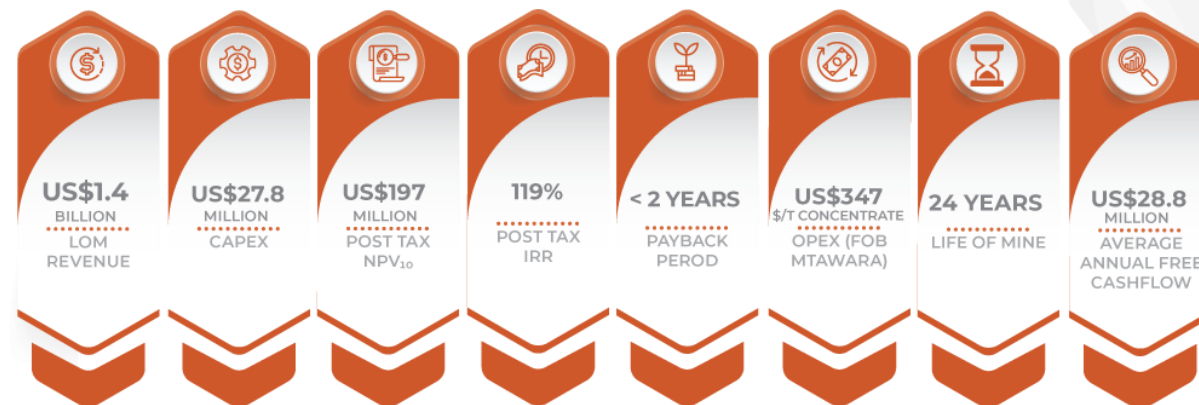 US$1.4
BILLION
LOM
REVENUE
US$27.8
MILLION
CAPEX
US$197
MILLION
POST TAX
NPV₁₀
119%
POST TAX
IRR
< 2 YEARS
PAYBACK
PEROD
US$347
$/T CONCENTRATE
OPEX (FOB
MTAWARA)
24 YEARS
LIFE OF MINE
US$28.8
MILLION
AVERAGE
ANNUAL FREE
CASHFLOW